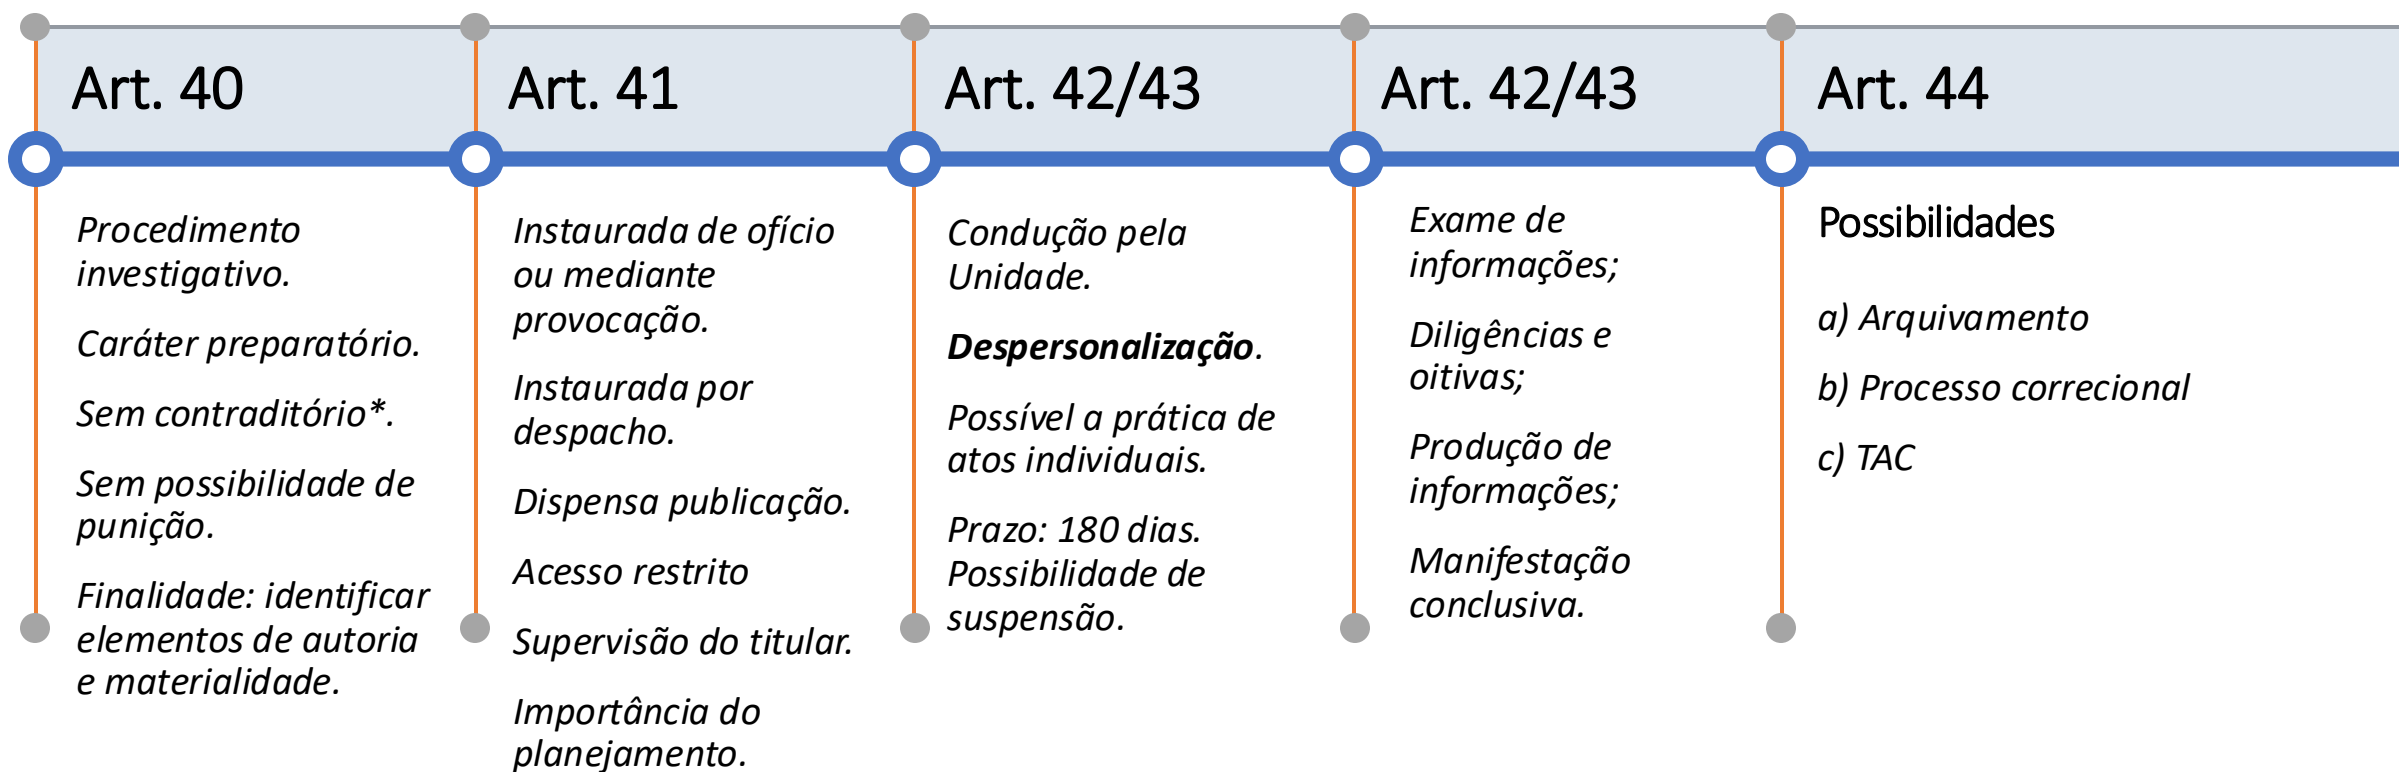 Art. 40
Procedimento
investigativo.
Caráter preparatório.
Sem contraditório*.
Sem possibilidade de
punição.
Finalidade: identificar
elementos de autoria
e materialidade.
Art. 41
Instaurada de ofício
ou mediante
provocação.
Instaurada por
despacho.
Dispensa publicação.
Acesso restrito
Supervisão do titular.
Importância do
planejamento.
Art. 42/43
Condução pela
Unidade.
Despersonalização.
Possível a prática de
atos individuais.
Prazo: 180 dias.
Possibilidade de
suspensão.
Art. 42/43
Exame de
informações;
Diligências e
oitivas;
Produção de
informações;
Manifestação
conclusiva.
Art. 44
Possibilidades
a) Arquivamento
b) Processo correcional
c) TAC